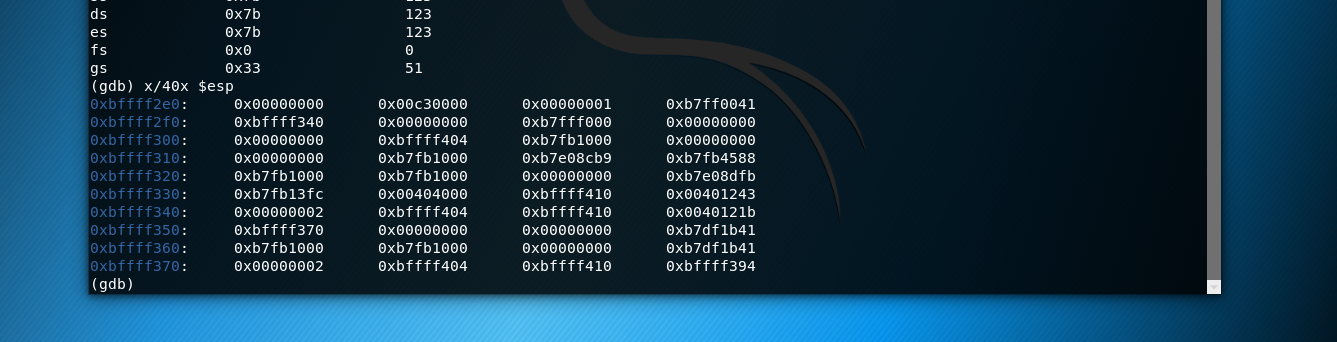 ds             0x7b                123
es             0x7b                123
fs             0x0                 0
gs             0x33                51
(gdb) x/40x $esp
0xbffff2e0:     0x00000000      0x00c30000      0x00000001      0xb7ff0041
0xbffff2f0:     0xbffff340      0x00000000      0xb7fff000      0x00000000
0xbffff300:     0x00000000      0xbffff404      0xb7fb1000      0x00000000
0xbffff310:     0x00000000      0xb7fb1000      0xb7e08cb9      0xb7fb4588
0xbffff320:     0xb7fb1000      0xb7fb1000      0x00000000      0xb7e08dfb
0xbffff330:     0xb7fb13fc      0x00404000      0xbffff410      0x00401243
0xbffff340:     0x00000002      0xbffff404      0xbffff410      0x0040121b
0xbffff350:     0xbffff370      0x00000000      0x00000000      0xb7df1b41
0xbffff360:     0xb7fb1000      0xb7fb1000      0x00000000      0xb7df1b41
0xbffff370:     0x00000002      0xbffff404      0xbffff410      0xbffff394
(gdb)